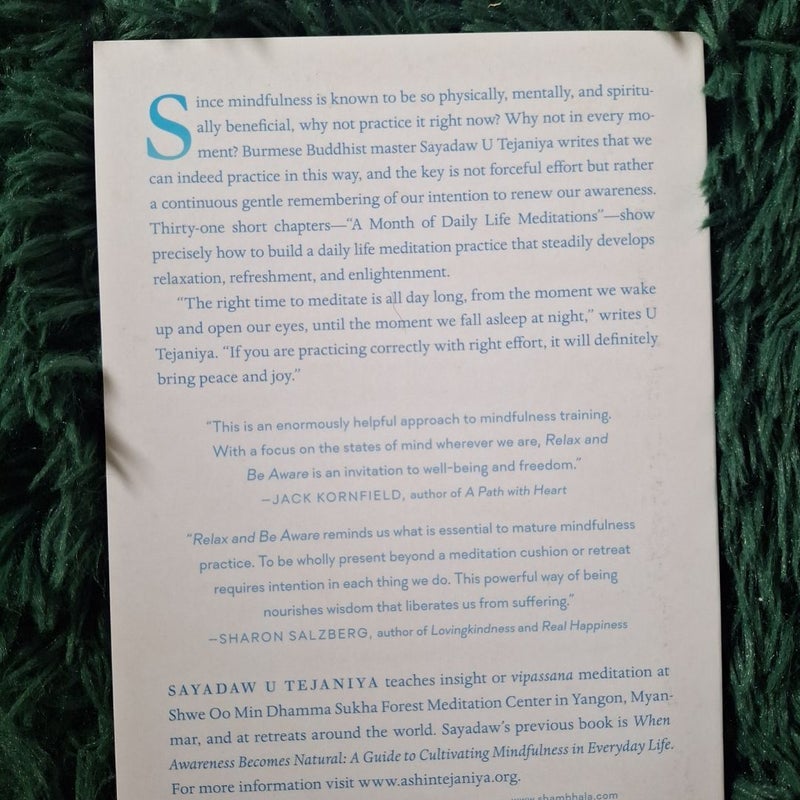 Since mindfulness is known to be so physically, mentally, and spiritu-
ally beneficial, why not practice it right now? Why not in every mo-
ment? Burmese Buddhist master Sayadaw U Tejaniya writes that we
can indeed practice in this way, and the key is not forceful effort but rather
a continuous gentle remembering of our intention to renew our awareness.
Thirty-one short chapters—“A Month of Daily Life Meditations”—show
precisely how to build a daily life meditation practice that steadily develops
relaxation, refreshment, and enlightenment.
“The right time to meditate is all day long, from the moment we wake
up and open our eyes, until the moment we fall asleep at night,” writes U
Tejaniya. “If you are practicing correctly with right effort, it will definitely
bring peace and joy.”
“This is an enormously helpful approach to mindfulness training.
With a focus on the states of mind wherever we are, Relax and
Be Aware is an invitation to well-being and freedom.”
—JACK KORNFIELD, author of A Path with Heart
“Relax and Be Aware reminds us what is essential to mature mindfulness
practice. To be wholly present beyond a meditation cushion or retreat
requires intention in each thing we do. This powerful way of being
nourishes wisdom that liberates us from suffering.”
—SHARON SALZBERG, author of Lovingkindness and Real Happiness
SAYADAW U TEJANIYA teaches insight or vipassana meditation at
Shwe Oo Min Dhamma Sukha Forest Meditation Center in Yangon, Myan-
mar, and at retreats around the world. Sayadaw’s previous book is When
Awareness Becomes Natural: A Guide to Cultivating Mindfulness in Everyday Life.
For more information visit www.ashintejaniya.org.
www.shambhala.com